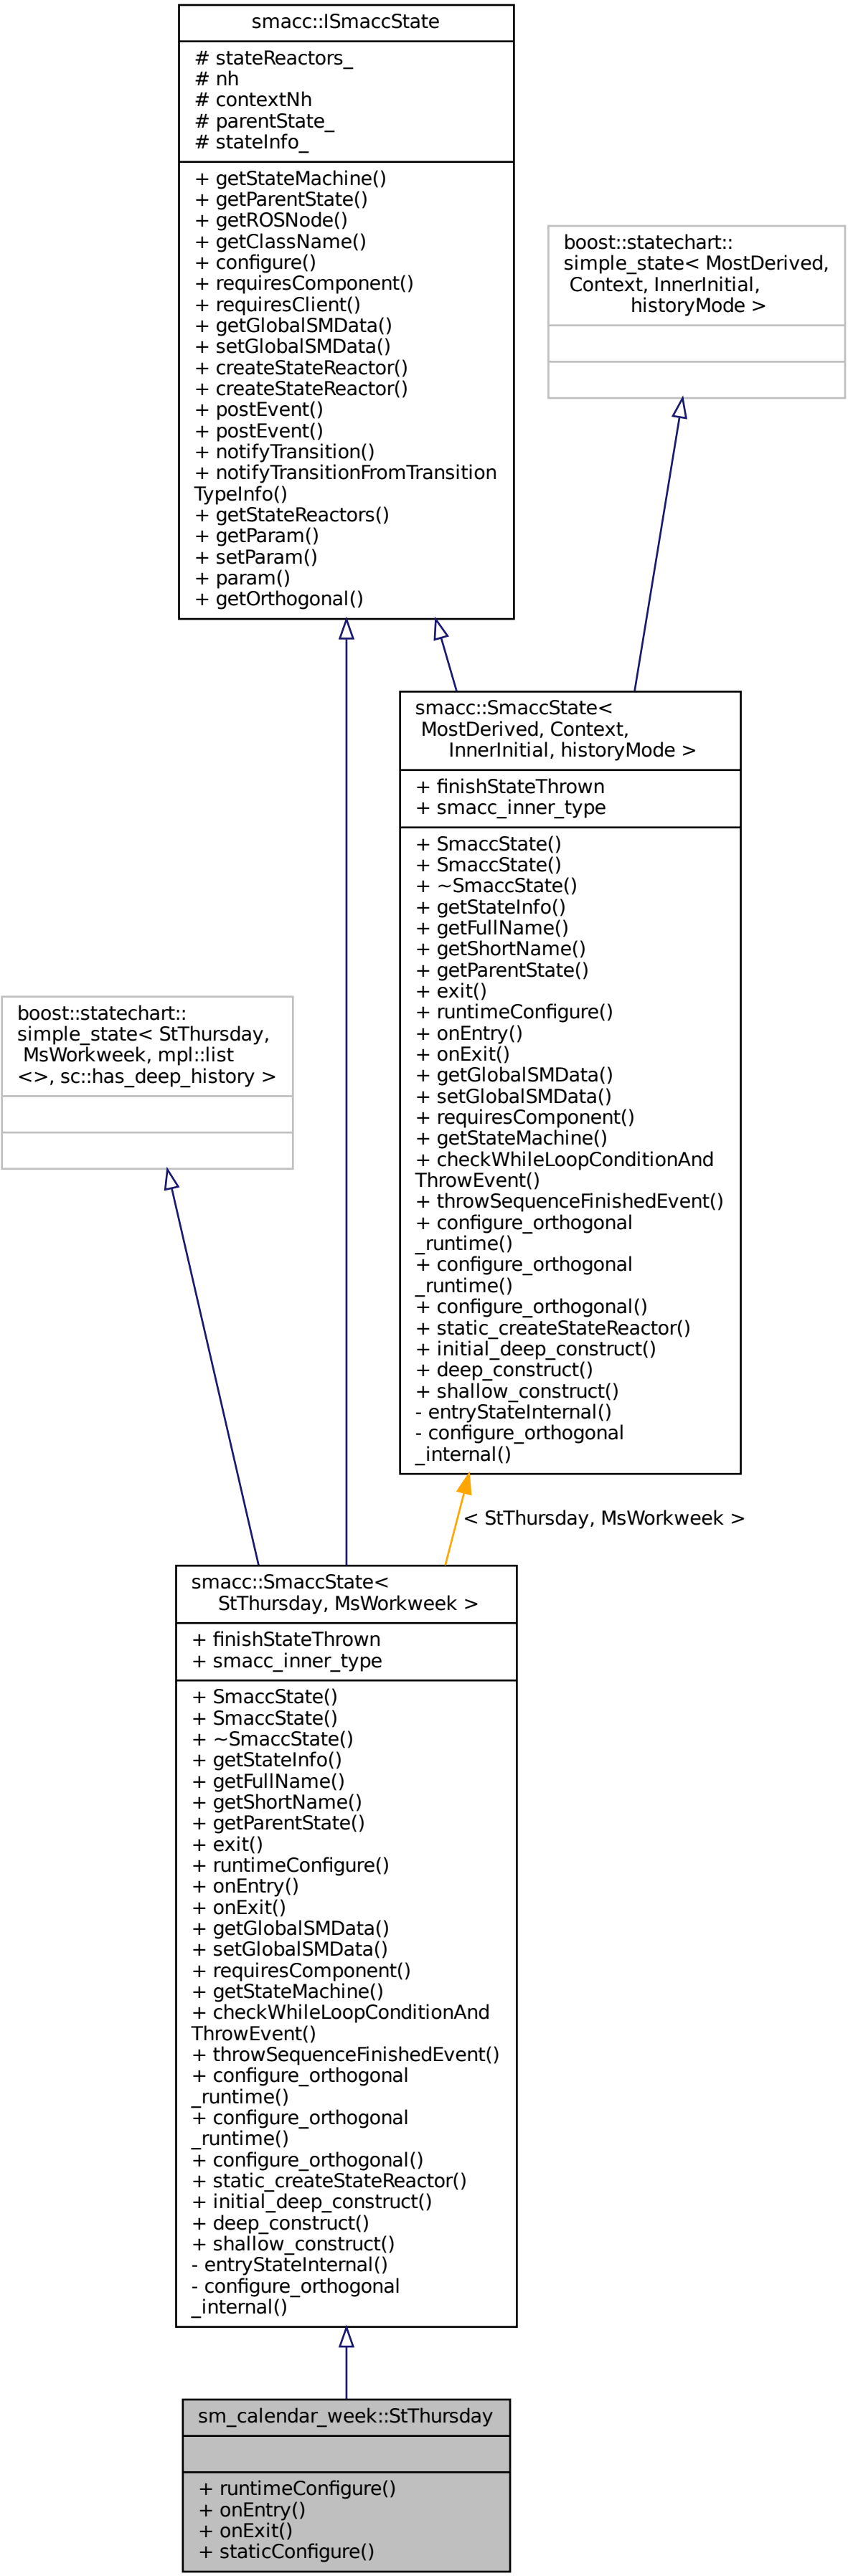 smacc::ISmaccState
# stateReactors_
# nh
# contextNh
# parentState_
# stateInfo_
+ getStateMachine()
+ getParentState()
+ getROSNode()
+ getClassName()
+ configure()
+ requiresComponent()
+ requiresClient()
+ getGlobalSMData()
+ setGlobalSMData()
+ createStateReactor()
+ createStateReactor()
+ postEvent()
+ postEvent()
+ notifyTransition()
+ notifyTransitionFromTransition
TypeInfo()
+ getStateReactors()
+ getParam()
+ setParam()
+ param()
+ getOrthogonal()
boost::statechart::
simple_state< MostDerived,
Context, InnerInitial,
historyMode >
smacc::SmaccState<
MostDerived, Context,
InnerInitial, historyMode >
+ finishStateThrown
+ smacc_inner_type
+ SmaccState()
+ SmaccState()
+ ~SmaccState()
+ getStateInfo()
+ getFullName()
+ getShortName()
+ getParentState()
+ exit()
+ runtimeConfigure()
+ onEntry()
+ onExit()
+ getGlobalSMData()
+ setGlobalSMData()
+ requiresComponent()
+ getStateMachine()
+ checkWhileLoopConditionAnd
ThrowEvent()
+ throwSequenceFinishedEvent()
+ configure_orthogonal
_runtime()
+ configure_orthogonal
_runtime()
+ configure_orthogonal()
+ static_createStateReactor()
+ initial_deep_construct()
+ deep_construct()
+ shallow_construct()
- entryStateInternal()
- configure_orthogonal
_internal()
boost::statechart::
simple_state< StThursday,
MsWorkweek, mpl::list
<>, sc::has_deep_history >
< StThursday, MsWorkweek >
smacc::SmaccState<
StThursday, MsWorkweek >
+ finishStateThrown
+ smacc_inner_type
+ SmaccState()
+ SmaccState()
+ ~SmaccState()
+ getStateInfo()
+ getFullName()
+ getShortName()
+ getParentState()
+ exit()
+ runtimeConfigure()
+ onEntry()
+ onExit()
+ getGlobalSMData()
+ setGlobalSMData()
+ requiresComponent()
+ getStateMachine()
+ checkWhileLoopConditionAnd
ThrowEvent()
+ throwSequenceFinishedEvent()
+ configure_orthogonal
_runtime()
+ configure_orthogonal
_runtime()
+ configure_orthogonal()
+ static_createStateReactor()
+ initial_deep_construct()
+ deep_construct()
+ shallow_construct()
- entryStateInternal()
- configure_orthogonal
_internal()
sm_calendar_week::StThursday
+ runtimeConfigure()
+ onEntry()
+ onExit()
+ staticConfigure()